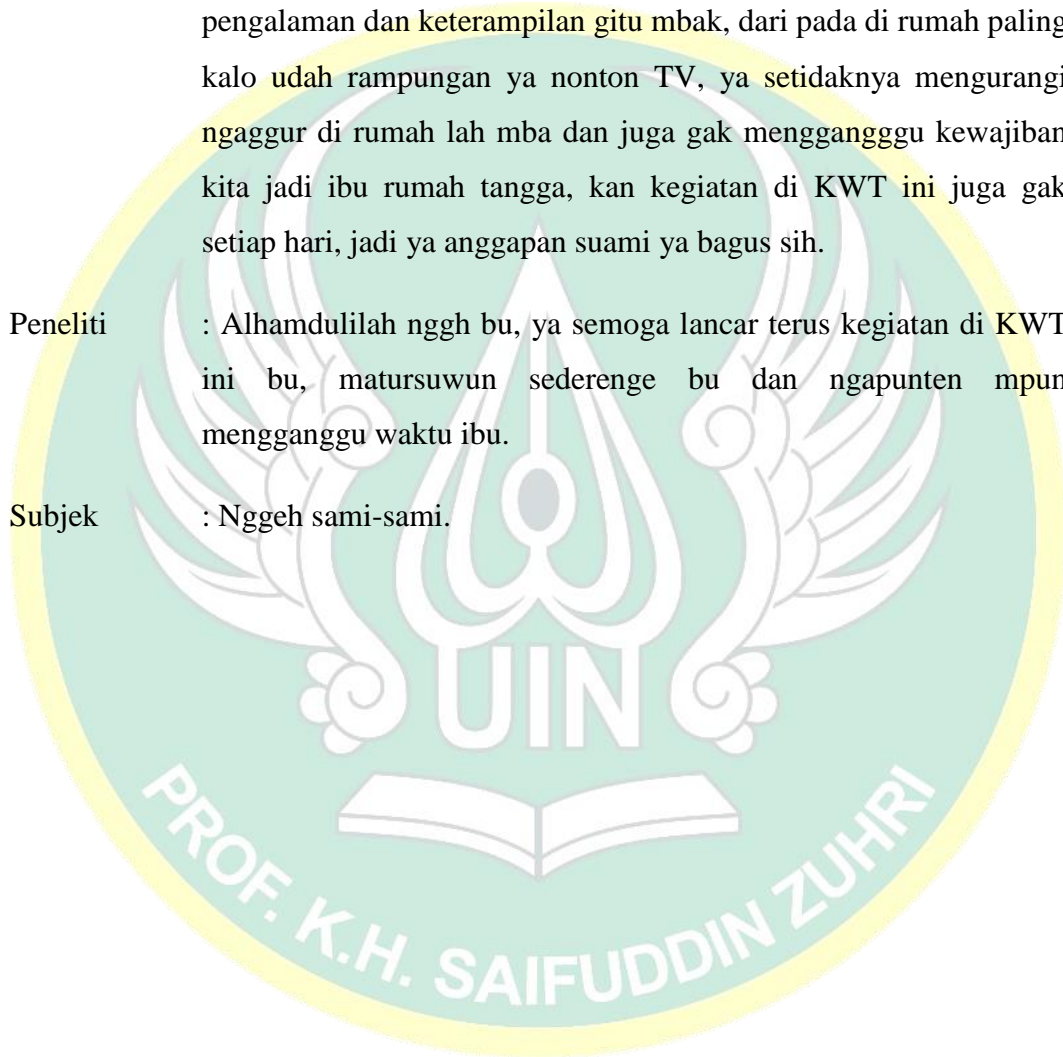 pengalaman dan keterampilan gitu mbak, dari pada di rumah paling
kalo udah rampungan ya nonton TV, ya setidaknya mengurangi
ngaggur di rumah lah mba dan juga gak menggangggu kewajiban
kita jadi ibu rumah tangga, kan kegiatan di KWT ini juga gak
setiap hari, jadi ya anggapan suami ya bagus sih.
Peneliti : Alhamdulilah nggh bu, ya semoga lancar terus kegiatan di KWT
ini bu, matursuwun sederenge bu dan ngapunten mpun
mengganggu waktu ibu.
Subjek : Nggeh sami-sami.
UIN
PROF. K.H. SAIFUDDIN ZUHRI